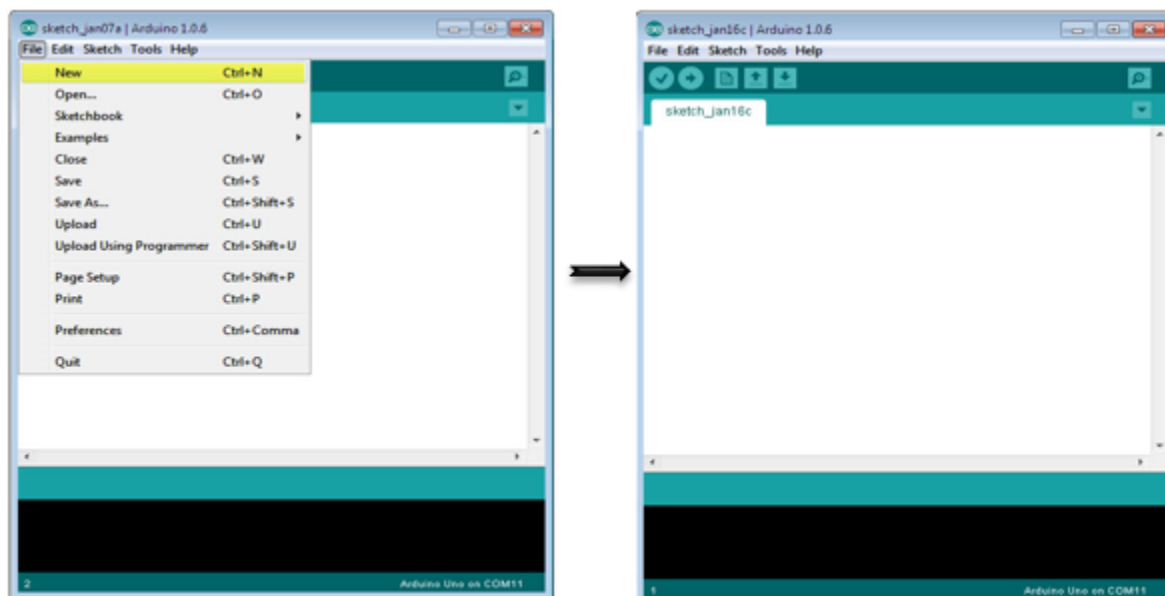 sketch_jan07a | Arduino 1.0.6
File Edit Sketch Tools Help
New Ctrl+N
Open... Ctrl+O
Sketchbook
Examples
Close Ctrl+W
Save Ctrl+S
Save As... Ctrl+Shift+S
Upload Ctrl+U
Upload Using Programmer Ctrl+Shift+U
Page Setup Ctrl+Shift+P
Print Ctrl+P
Preferences Ctrl+Comma
Quit Ctrl+Q
2 Arduino Uno on COM11
sketch_jan16c | Arduino 1.0.6
File Edit Sketch Tools Help
sketch_jan16c
1 Arduino Uno on COM11